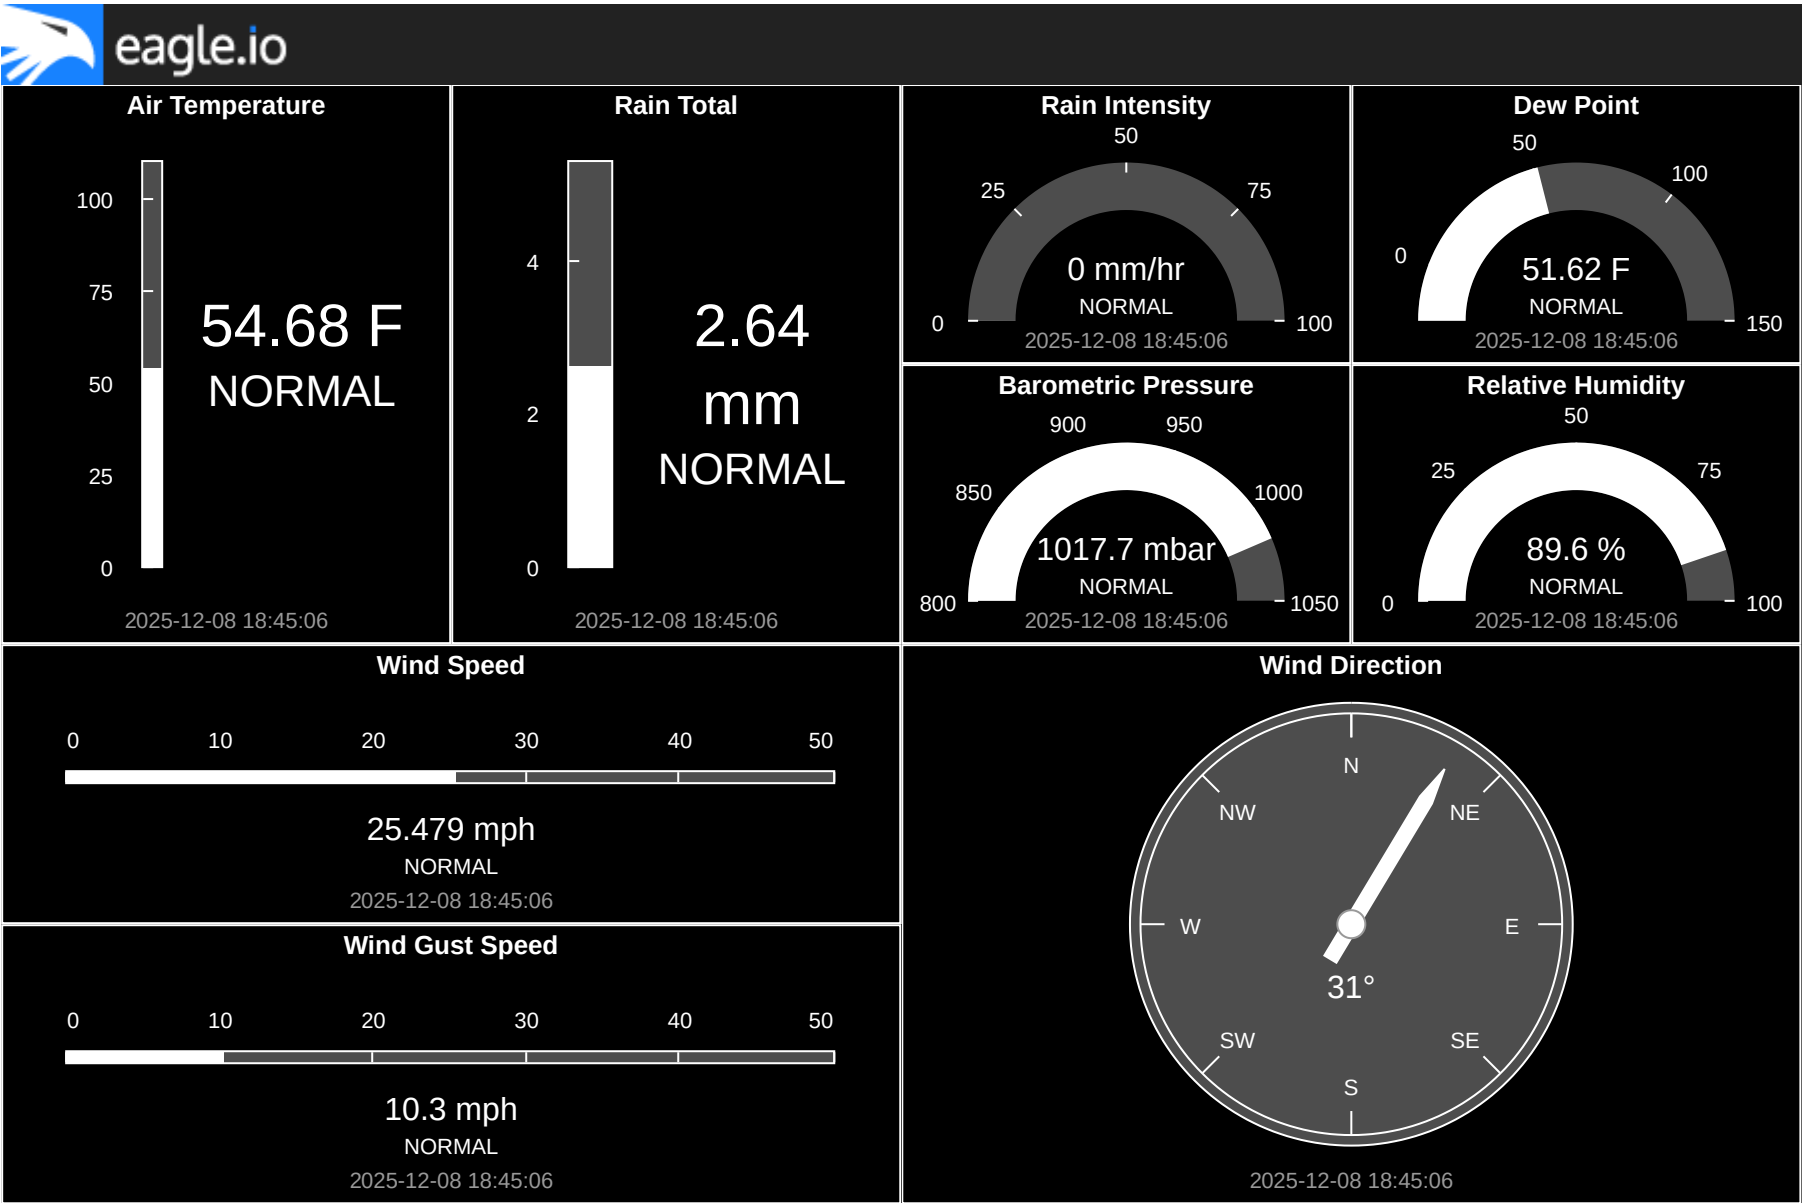 eagle.io
Air Temperature
100
75
50
25
0
54.68 F
NORMAL
2025-12-08 18:45:06
Rain Total
4
2
0
2.64
mm
NORMAL
2025-12-08 18:45:06
Rain Intensity
50
25
75
0
100
0 mm/hr
NORMAL
2025-12-08 18:45:06
Dew Point
50
100
0
150
51.62 F
NORMAL
2025-12-08 18:45:06
Barometric Pressure
900
950
850
1000
800
1050
1017.7 mbar
NORMAL
2025-12-08 18:45:06
Relative Humidity
50
25
75
0
100
89.6 %
NORMAL
2025-12-08 18:45:06
Wind Speed
0 10 20 30 40 50
25.479 mph
NORMAL
2025-12-08 18:45:06
Wind Gust Speed
0 10 20 30 40 50
10.3 mph
NORMAL
2025-12-08 18:45:06
Wind Direction
N
NW
NE
W
E
31°
SW
SE
S
2025-12-08 18:45:06